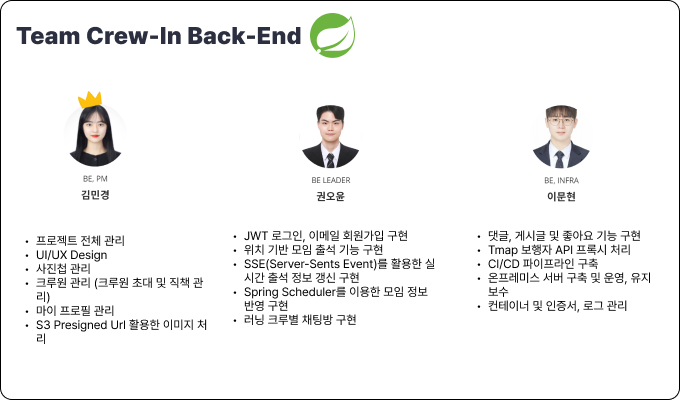 Team Crew-In Back-End
BE, PM
김민경
BE LEADER
권오윤
BE, INFRA
이문현
• 프로젝트 전체 관리
• UI/UX Design
• 사진첩 관리
• 크루원 관리 (크루원 초대 및 직책 관
리)
• 마이 프로필 관리
• S3 Presigned Url 활용한 이미지 처
리
• JWT 로그인, 이메일 회원가입 구현
• 위치 기반 모임 출석 기능 구현
• SSE(Server-Sents Event)를 활용한 실
시간 출석 정보 갱신 구현
• Spring Scheduler를 이용한 모임 정보
반영 구현
• 러닝 크루별 채팅방 구현
• 댓글, 게시글 및 좋아요 기능 구현
• Tmap 보행자 API 프록시 처리
• CI/CD 파이프라인 구축
• 온프레미스 서버 구축 및 운영, 유지
보수
• 컨테이너 및 인증서, 로그 관리